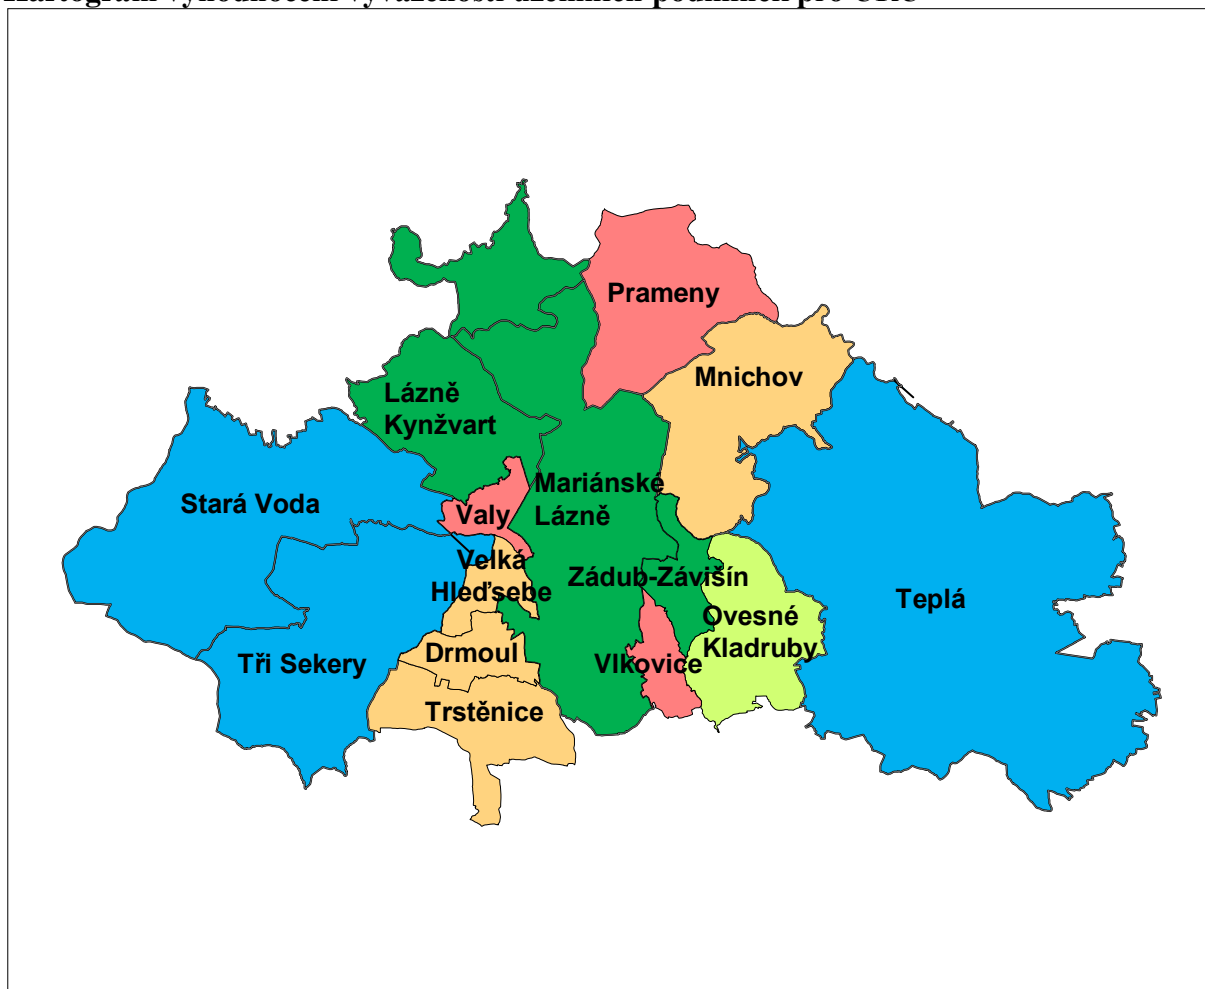 Prameny
Mnichov
Lázně
Kynžvart
Mariánské
Lázně
Stará Voda
Valy
Velká
Hleďsebe
Zádub-Závišín
Teplá
Ovesné
Kladruby
Drmoul
Tři Sekery
Vlkovice
Trstěnice